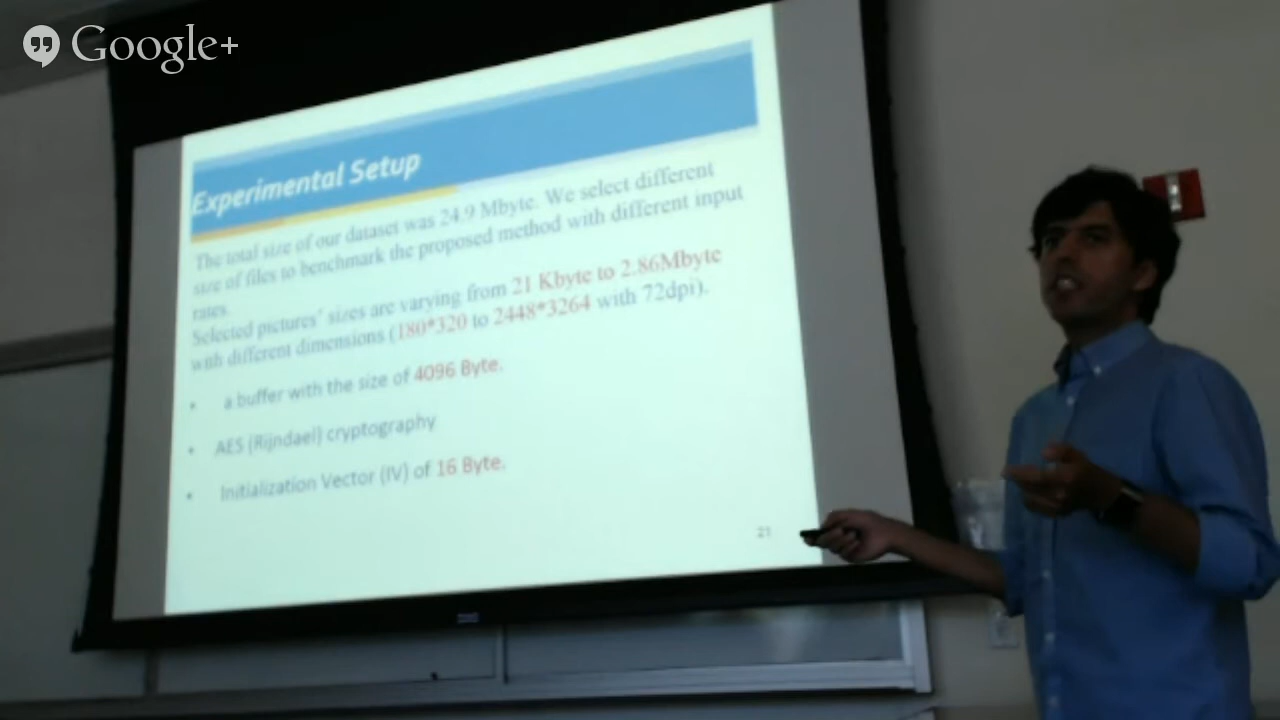 Google+
Experimental Setup
The total size of our dataset was 24.9 Mbyte. We select different
size of files to benchmark the proposed method with different input
rates.
Selected pictures' sizes are varying from 21 Kbyte to 2.86Mbyte
with different dimensions (180*320 to 2448*3264 with 72dpi).
• a buffer with the size of 4096 Byte.
• AES (Rijndael) cryptography
• Initialization Vector (IV) of 16 Byte.
21